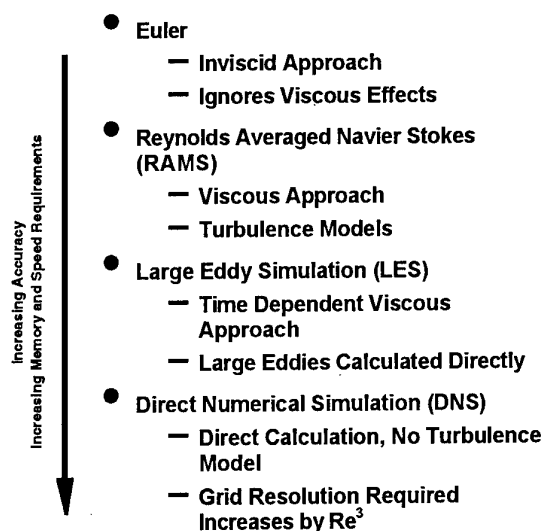 Increasing Accuracy
Increasing Memory and Speed Requirements
● Euler
— Inviscid Approach
— Ignores Viscous Effects
● Reynolds Averaged Navier Stokes
(RAMS)
— Viscous Approach
— Turbulence Models
● Large Eddy Simulation (LES)
— Time Dependent Viscous
Approach
— Large Eddies Calculated Directly
● Direct Numerical Simulation (DNS)
— Direct Calculation, No Turbulence
Model
— Grid Resolution Required
Increases by Re³